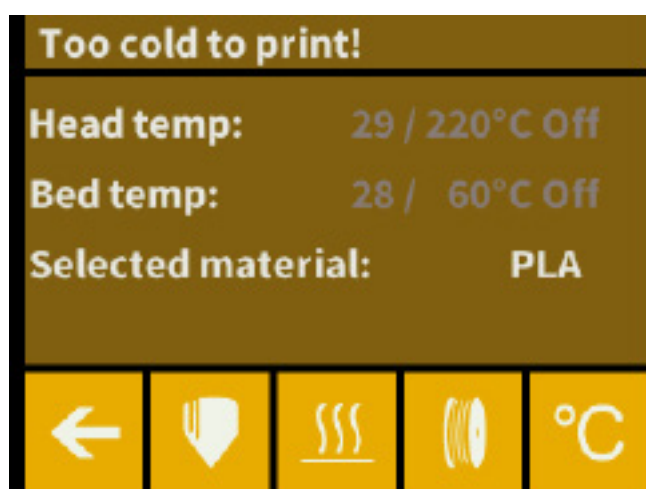 Too cold to print!
Head temp: 29 / 220°C Off
Bed temp: 28 / 60°C Off
Selected material: PLA
°C